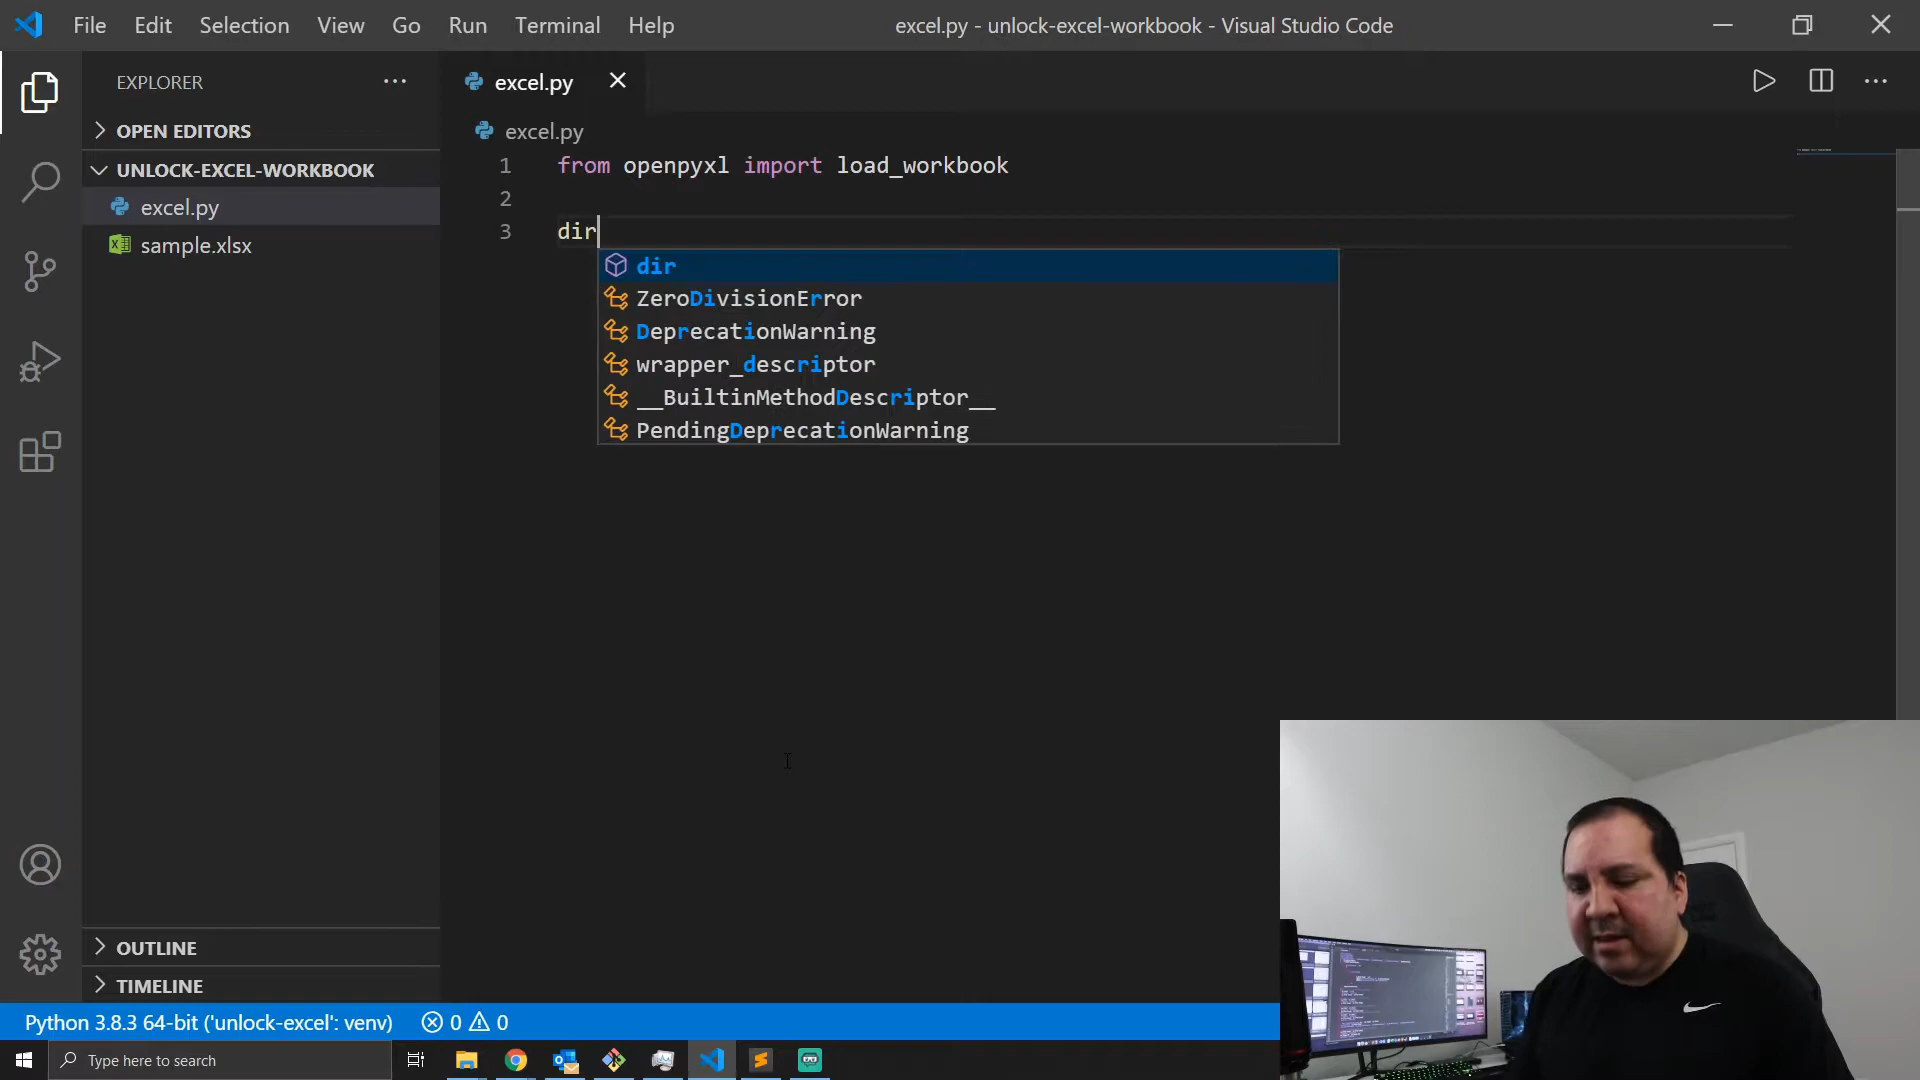 File Edit Selection View Go Run Terminal Help
excel.py - unlock-excel-workbook - Visual Studio Code
EXPLORER
excel.py
OPEN EDITORS
excel.py
UNLOCK-EXCEL-WORKBOOK
1 from openpyxl import load_workbook
excel.py
2
sample.xlsx
3 dir
dir
ZeroDivisionError
DeprecationWarning
wrapper_descriptor
__BuiltinMethodDescriptor__
PendingDeprecationWarning
OUTLINE
TIMELINE
Python 3.8.3 64-bit ('unlock-excel': venv) 0 0
Type here to search